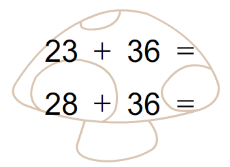 23 + 36 =
28 + 36 =